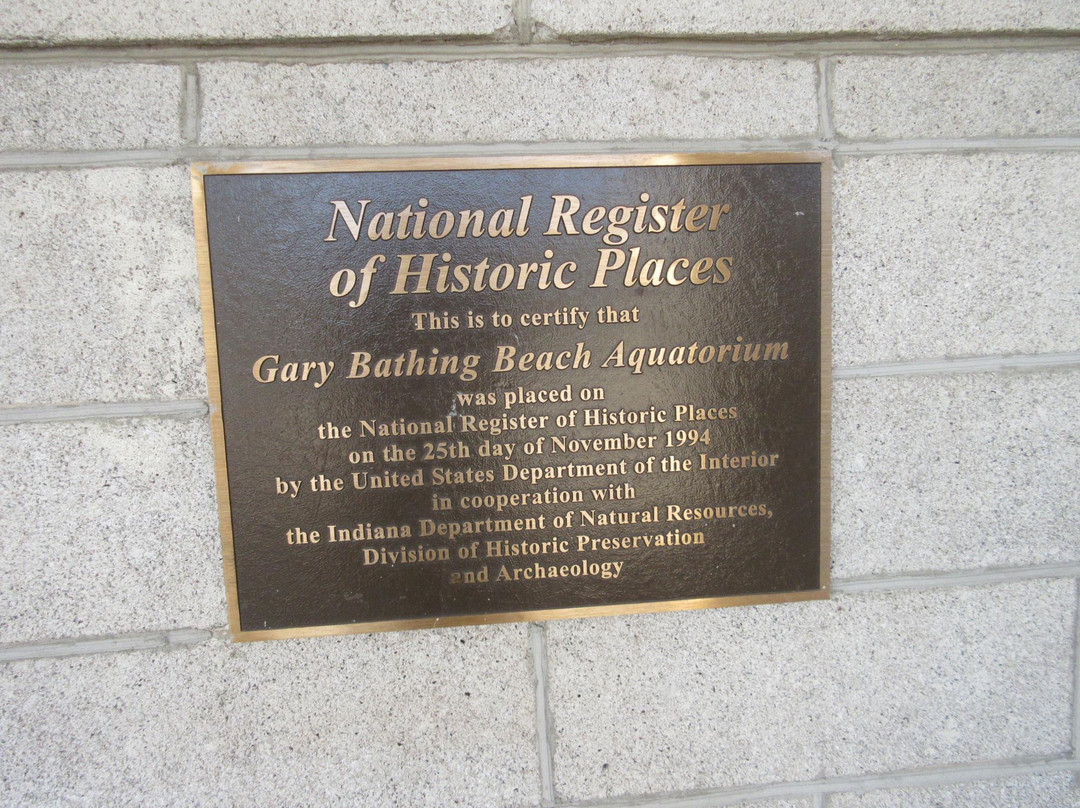 National Register
of Historic Places
This is to certify that
Gary Bathing Beach Aquatorium
was placed on
the National Register of Historic Places
on the 25th day of November 1994
by the United States Department of the Interior
in cooperation with
the Indiana Department of Natural Resources,
Division of Historic Preservation
and Archaeology